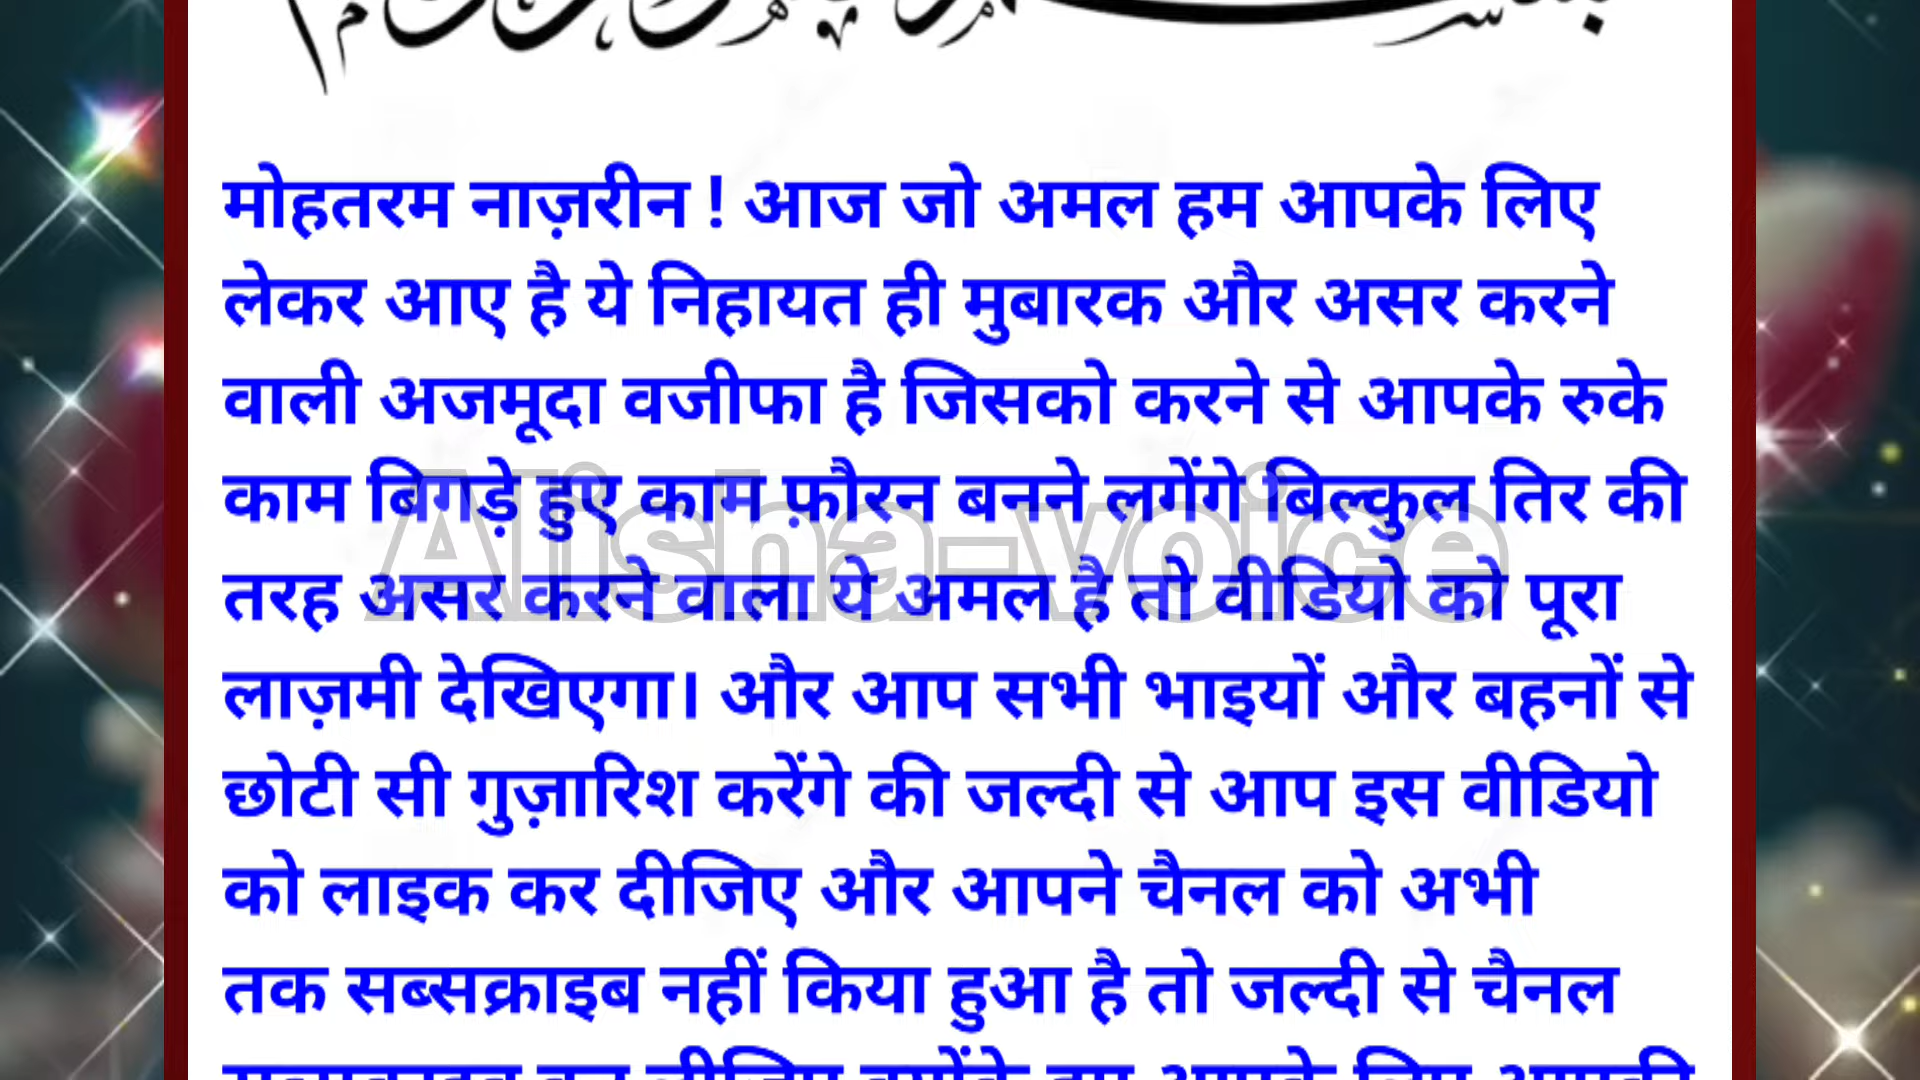 मोहतरम नाज़रीन ! आज जो अमल हम आपके लिए
लेकर आए है ये निहायत ही मुबारक और असर करने
वाली अजमूदा वजीफा है जिसको करने से आपके रुके
काम बिगड़े हुए काम फ़ौरन बनने लगेंगे बिल्कुल तिर की
Alisha-voice
तरह असर करने वाला ये अमल है तो वीडियो को पूरा
लाज़मी देखिएगा। और आप सभी भाइयों और बहनों से
छोटी सी गुज़ारिश करेंगे की जल्दी से आप इस वीडियो
को लाइक कर दीजिए और आपने चैनल को अभी
तक सब्सक्राइब नहीं किया हुआ है तो जल्दी से चैनल